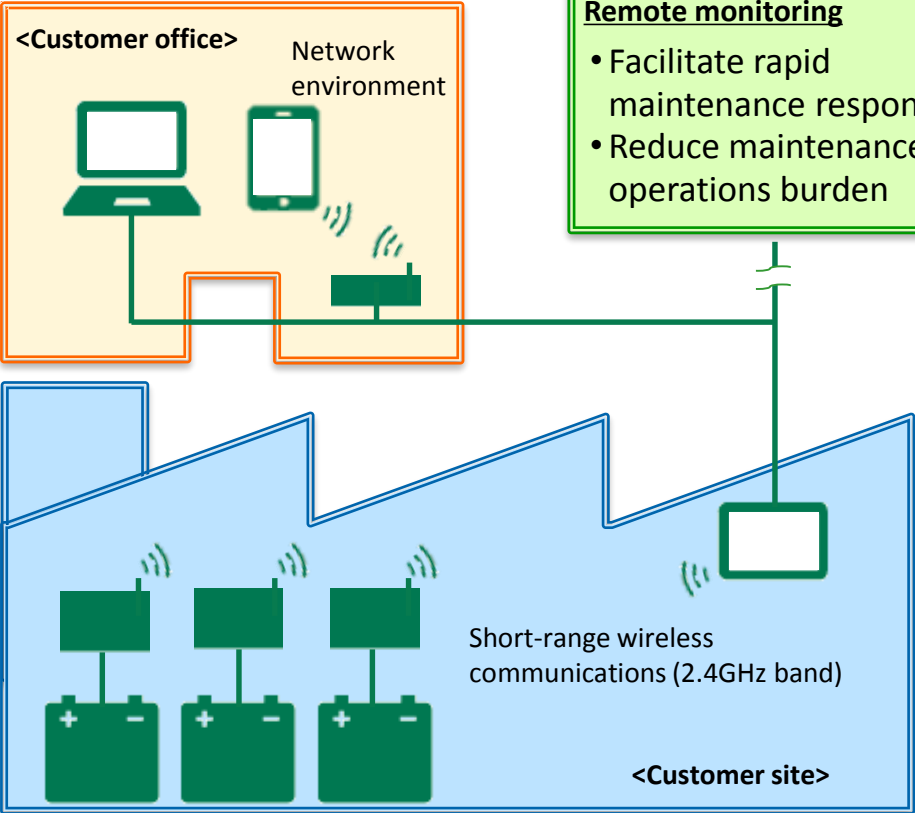 <Customer office>
Network
environment
Remote monitoring
• Facilitate rapid
maintenance respon
• Reduce maintenance
operations burden
Short-range wireless
communications (2.4GHz band)
+ − + − + −
<Customer site>